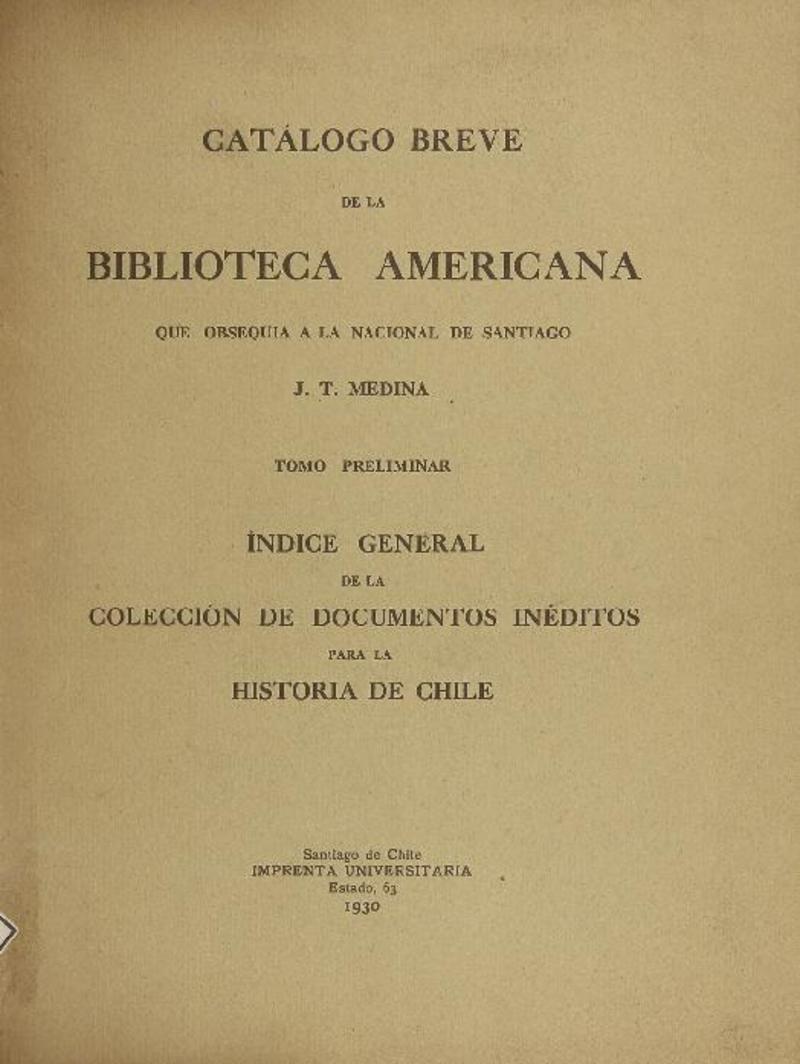 CATÁLOGO BREVE
DE LA
BIBLIOTECA AMERICANA
QUE OBSEQUIA A LA NACIONAL DE SANTIAGO
J. T. MEDINA
TOMO PRELIMINAR
ÍNDICE GENERAL
DE LA
COLECCIÓN DE DOCUMENTOS INÉDITOS
PARA LA
HISTORIA DE CHILE
Santiago de Chile
IMPRENTA UNIVERSITARIA
Estado, 63
1930